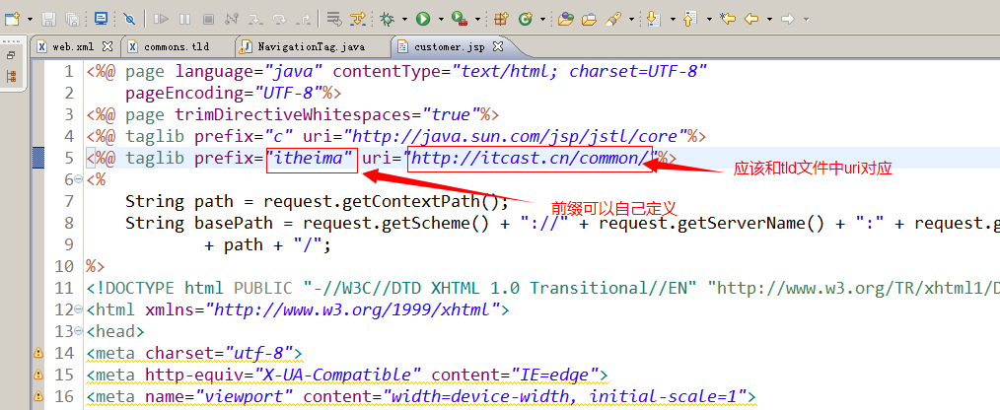 web.xml commons.tld NavigationTag.java customer.jsp
1 <%@ page language="java" contentType="text/html; charset=UTF-8"
2 pageEncoding="UTF-8"%>
3 <%@ page trimDirectiveWhitespaces="true"%>
4 <%@ taglib prefix="c" uri="http://java.sun.com/jsp/jstl/core"%>
5 <%@ taglib prefix="itheima" uri="http://itcast.cn/common/"%>
应该和tld文件中uri对应
6 <%
7 String path = request.getContextPath();
前缀可以自己定义
8 String basePath = request.getScheme() + "://" + request.getServerName() + ":" + request.g
9 + path + "/";
10 %>
11 <!DOCTYPE html PUBLIC "-//W3C//DTD XHTML 1.0 Transitional//EN" "http://www.w3.org/TR/xhtml1/D
12 <html xmlns="http://www.w3.org/1999/xhtml">
13 <head>
14 <meta charset="utf-8">
15 <meta http-equiv="X-UA-Compatible" content="IE=edge">
16 <meta name="viewport" content="width=device-width, initial-scale=1">